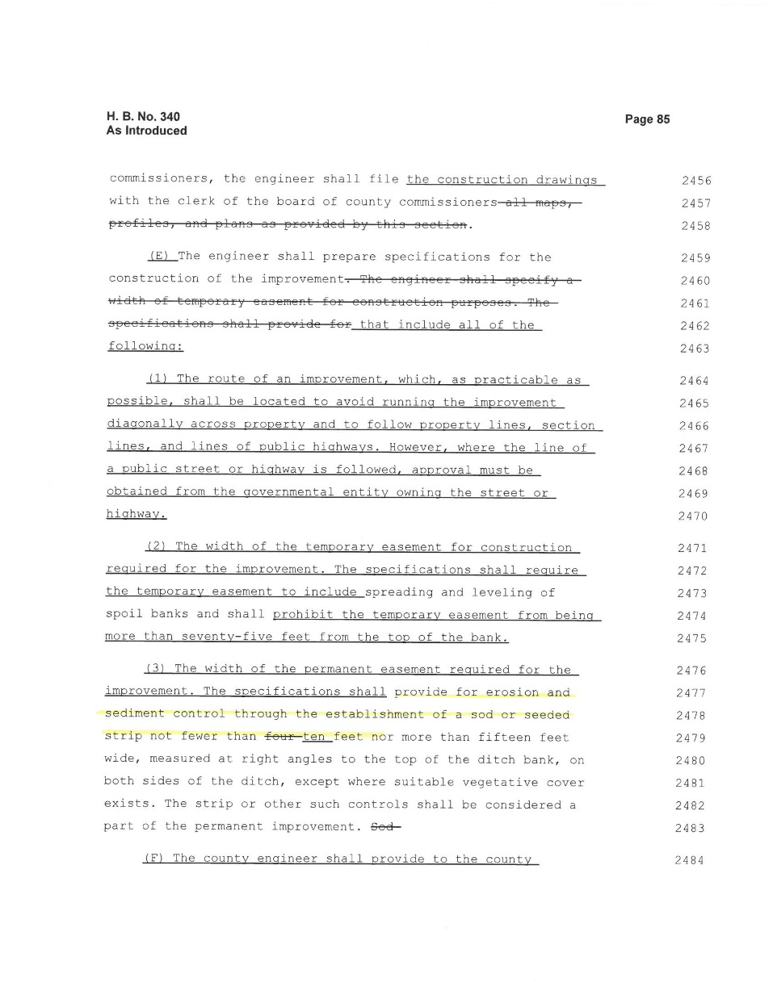 H. B. No. 340
Page 85
As Introduced
commissioners, the engineer shall file the construction drawings 2456
with the clerk of the board of county commissioners all maps, 2457
profiles, and plans as provided by this section. 2458
(E) The engineer shall prepare specifications for the 2459
construction of the improvement. The engineer shall specify a 2460
width of temporary easement for construction purposes. The 2461
specifications shall provide for that include all of the 2462
following: 2463
(1) The route of an improvement, which, as practicable as 2464
possible, shall be located to avoid running the improvement 2465
diagonally across property and to follow property lines, section 2466
lines, and lines of public highways. However, where the line of 2467
a public street or highway is followed, approval must be 2468
obtained from the governmental entity owning the street or 2469
highway. 2470
(2) The width of the temporary easement for construction 2471
required for the improvement. The specifications shall require 2472
the temporary easement to include spreading and leveling of 2473
spoil banks and shall prohibit the temporary easement from being 2474
more than seventy-five feet from the top of the bank. 2475
(3) The width of the permanent easement required for the 2476
improvement. The specifications shall provide for erosion and 2477
sediment control through the establishment of a sod or seeded 2478
strip not fewer than four ten feet nor more than fifteen feet 2479
wide, measured at right angles to the top of the ditch bank, on 2480
both sides of the ditch, except where suitable vegetative cover 2481
exists. The strip or other such controls shall be considered a 2482
part of the permanent improvement. Sod 2483
(F) The county engineer shall provide to the county 2484